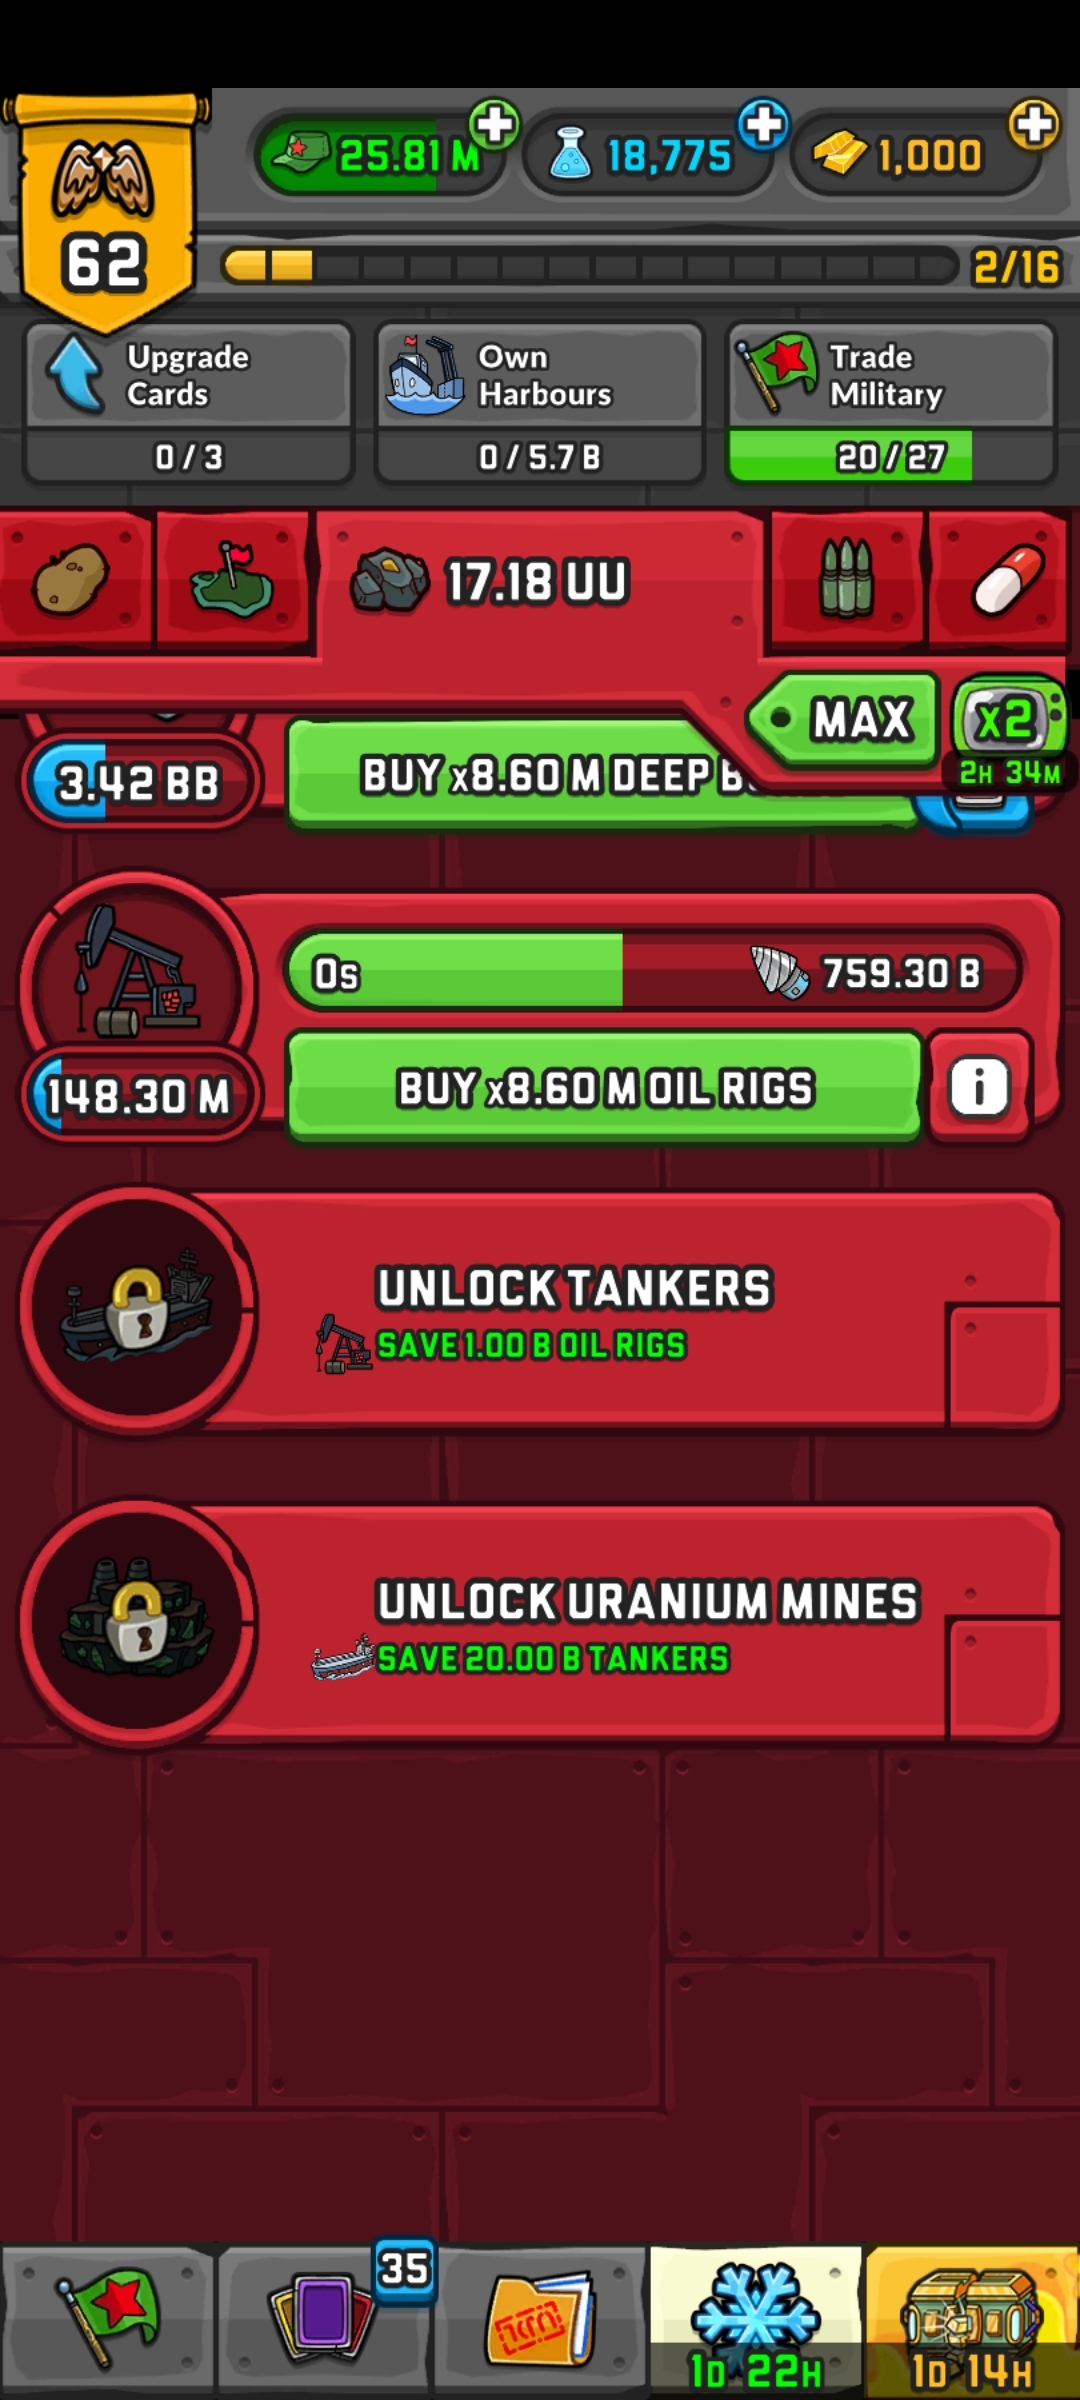 25.81 M
18,775
1,000
62
2/16
Upgrade
Cards
0 / 3
Own
Harbours
0 / 5.7 B
Trade
Military
20 / 27
17.18 UU
MAX
x2
2H 34M
3.42 BB
BUY x8.60 M DEEP
0s
759.30 B
148.30 M
BUY x8.60 M OIL RIGS
i
UNLOCK TANKERS
SAVE 1.00 B OIL RIGS
UNLOCK URANIUM MINES
SAVE 20.00 B TANKERS
35
1D 22H
1D 14H